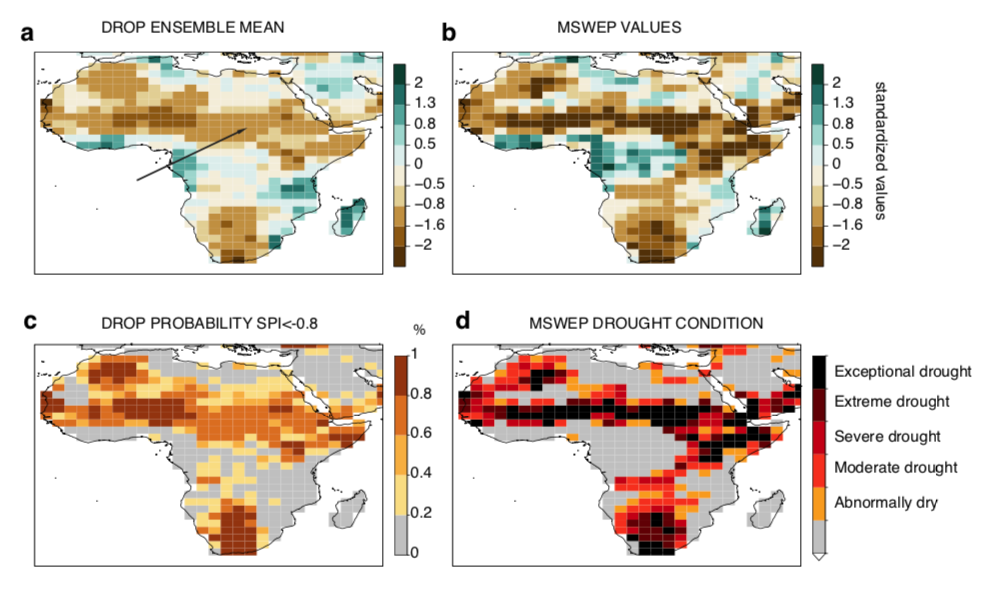 a DROP ENSEMBLE MEAN
b MSWEP VALUES
2
1.3
0.8
0.5
0
−0.5
−0.8
−1.6
−2
2
1.3
0.8
0.5
0
−0.5
−0.8
−1.6
−2
standardized values
c DROP PROBABILITY SPI<-0.8
%
d MSWEP DROUGHT CONDITION
1
0.8
0.6
0.4
0.2
0
Exceptional drought
Extreme drought
Severe drought
Moderate drought
Abnormally dry